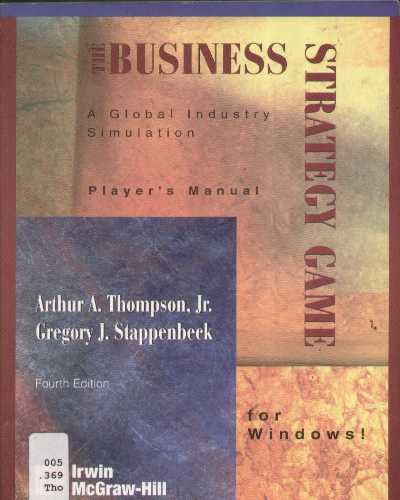 THE BUSINESS
STRATEGY GAME
A Global Industry
Simulation
Player's Manual
Arthur A. Thompson, Jr.
Gregory J. Stappenbeck
Fourth Edition
for
Windows!
005
.369
Tho
Irwin
McGraw-Hill